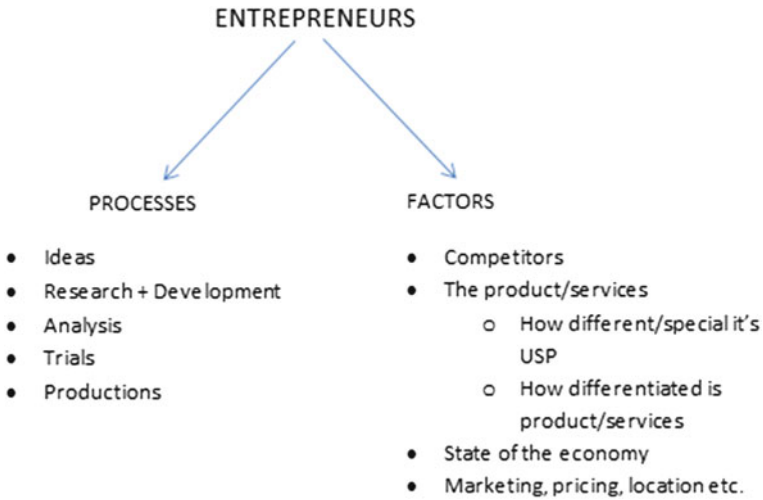 ENTREPRENEURS
PROCESSES
• Ideas
• Research + Development
• Analysis
• Trials
• Productions
FACTORS
• Competitors
• The product/services
o How different/special it's
USP
o How differentiated is
product/services
• State of the economy
• Marketing, pricing, location etc.